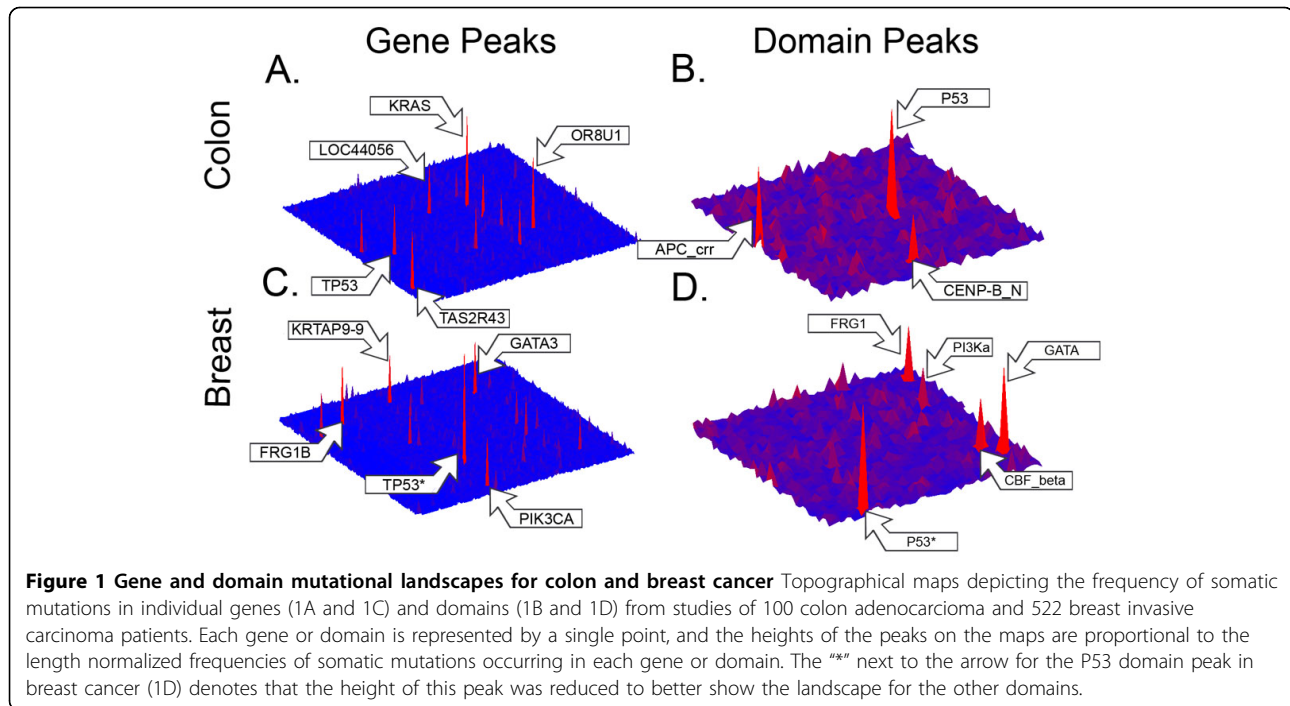 Gene Peaks
Domain Peaks
Colon
A.
KRAS
LOC44056
OR8U1
TP53
TAS2R43
B.
P53
APC_crr
CENP-B_N
Breast
C.
KRTAP9-9
GATA3
FRG1B
TP53*
PIK3CA
D.
FRG1
PI3Ka
GATA
CBF_beta
P53*
Figure 1 Gene and domain mutational landscapes for colon and breast cancer Topographical maps depicting the frequency of somatic
mutations in individual genes (1A and 1C) and domains (1B and 1D) from studies of 100 colon adenocarcioma and 522 breast invasive
carcinoma patients. Each gene or domain is represented by a single point, and the heights of the peaks on the maps are proportional to the
length normalized frequencies of somatic mutations occurring in each gene or domain. The “*” next to the arrow for the P53 domain peak in
breast cancer (1D) denotes that the height of this peak was reduced to better show the landscape for the other domains.